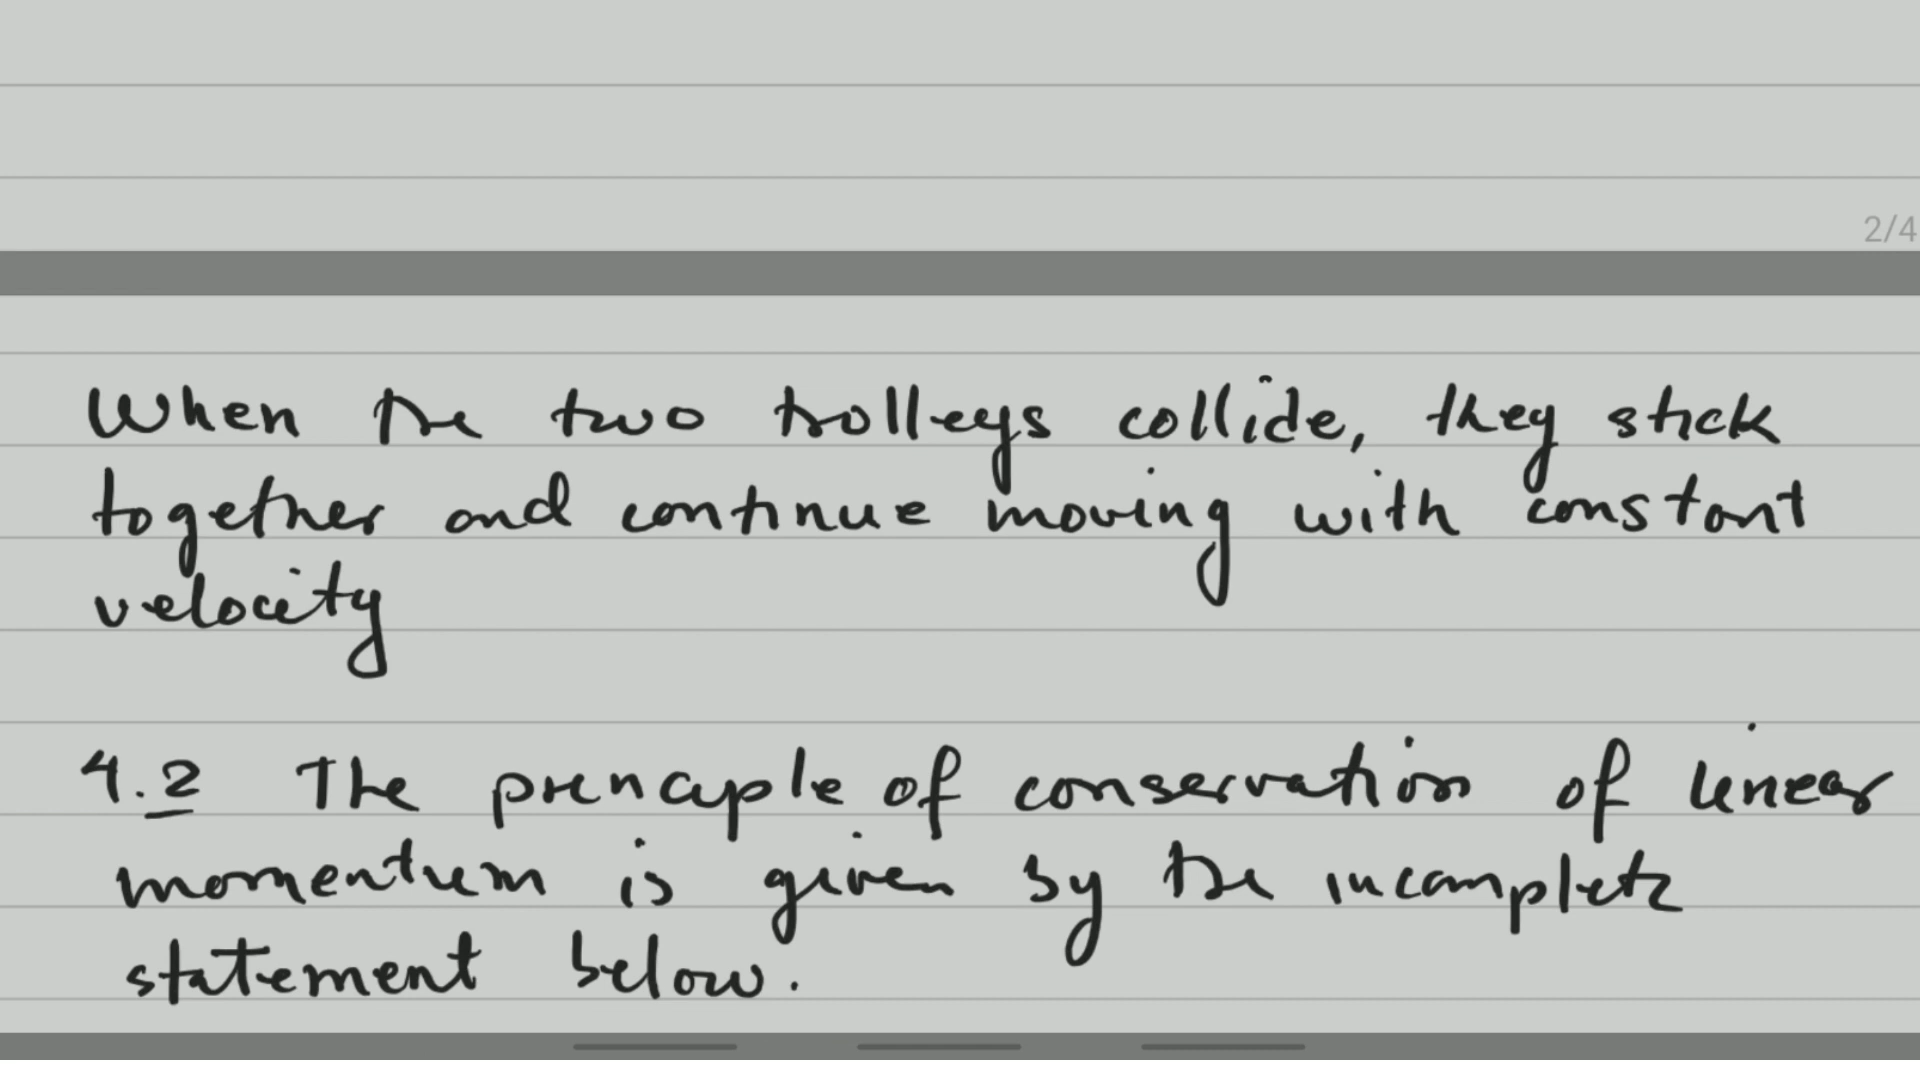 2/4
When the two trolleys collide, they stick
together and continue moving with constant
velocity
4.2 The principle of conservation of linear
momentum is given by the incomplete
statement below.